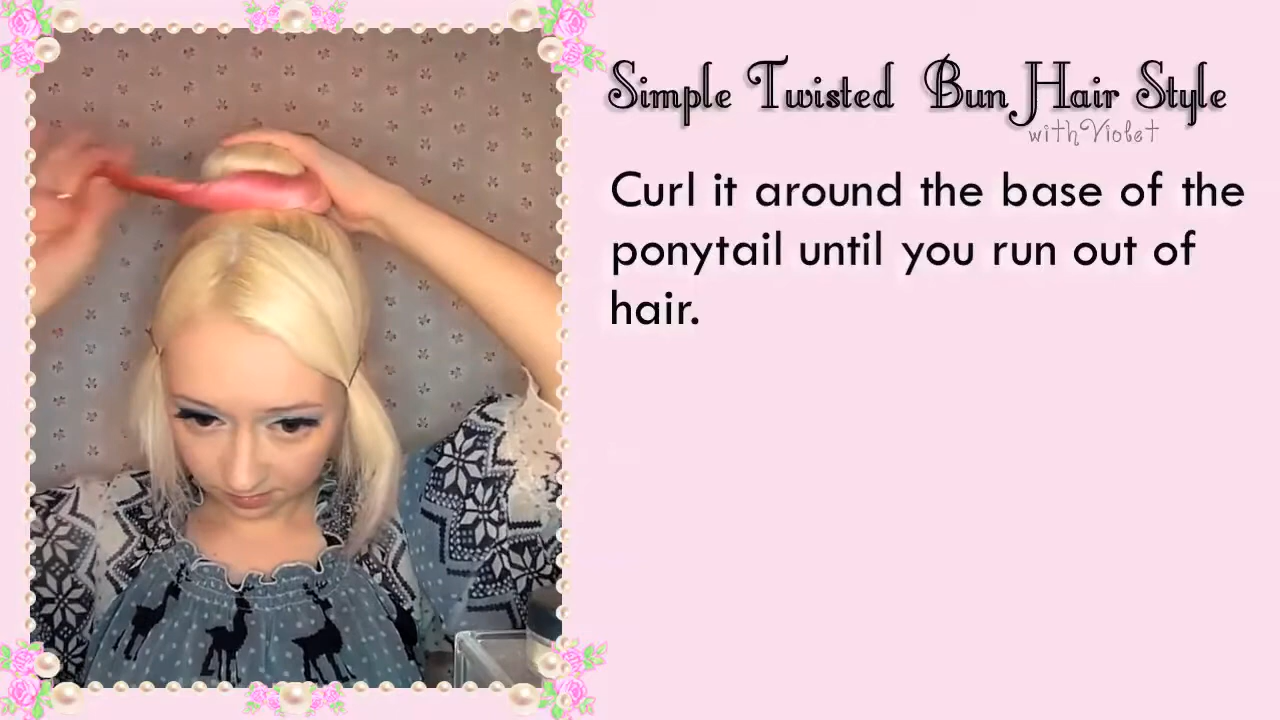 Simple Twisted Bun Hair Style
with Violet
Curl it around the base of the
ponytail until you run out of
hair.